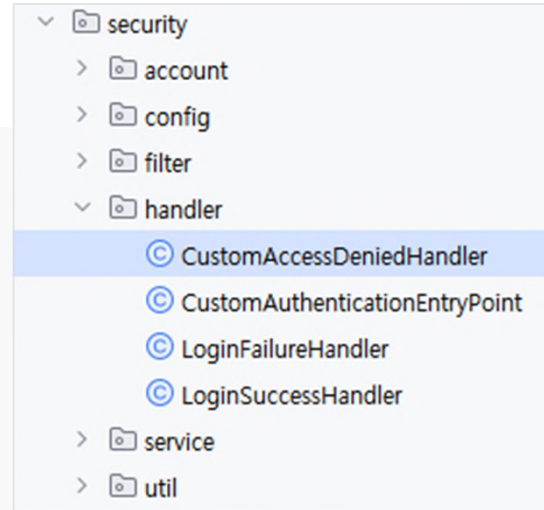 security
account
config
filter
handler
CustomAccessDeniedHandler
CustomAuthenticationEntryPoint
LoginFailureHandler
LoginSuccessHandler
service
util